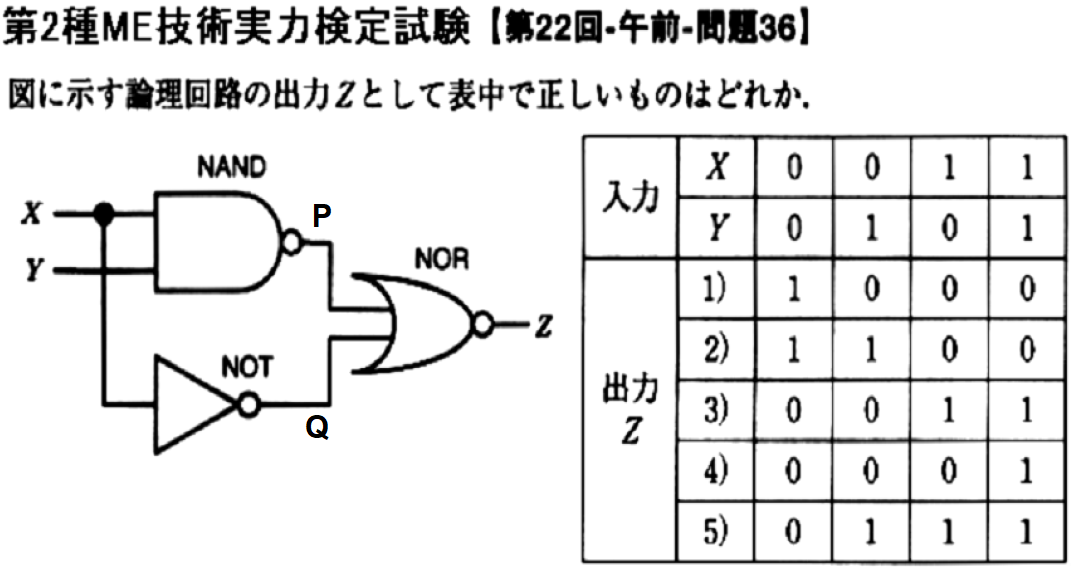 第2種ME技術実力検定試験【第22回-午前-問題36】
図に示す論理回路の出力Zとして表中で正しいものはどれか.
NAND
X
P
Y
NOR
Z
NOT
Q
入力 X 0 0 1 1
Y 0 1 0 1
出力 Z 1) 1 0 0 0
2) 1 1 0 0
3) 0 0 1 1
4) 0 0 0 1
5) 0 1 1 1